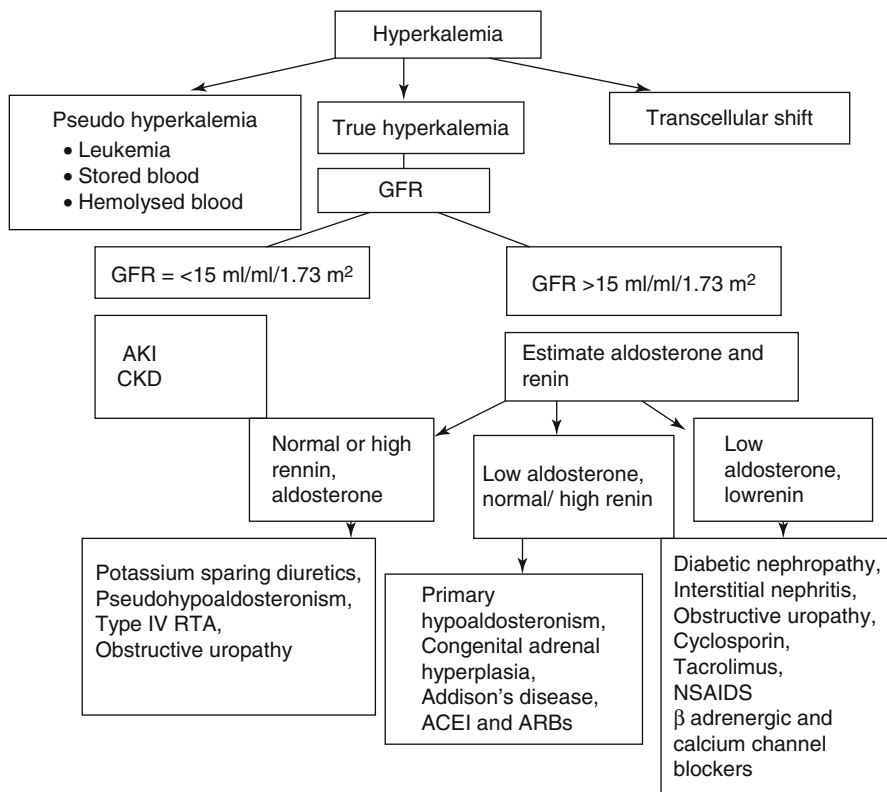 Hyperkalemia
Pseudo hyperkalemia
• Leukemia
• Stored blood
• Hemolysed blood
True hyperkalemia
Transcellular shift
GFR
GFR = <15 ml/ml/1.73 m²
GFR >15 ml/ml/1.73 m²
AKI
CKD
Estimate aldosterone and
renin
Normal or high
rennin,
aldosterone
Low aldosterone,
normal/ high renin
Low
aldosterone,
lowrenin
Potassium sparing diuretics,
Pseudohypoaldosteronism,
Type IV RTA,
Obstructive uropathy
Primary
hypoaldosteronism,
Congenital adrenal
hyperplasia,
Addison's disease,
ACEI and ARBs
Diabetic nephropathy,
Interstitial nephritis,
Obstructive uropathy,
Cyclosporin,
Tacrolimus,
NSAIDS
β adrenergic and
calcium channel
blockers